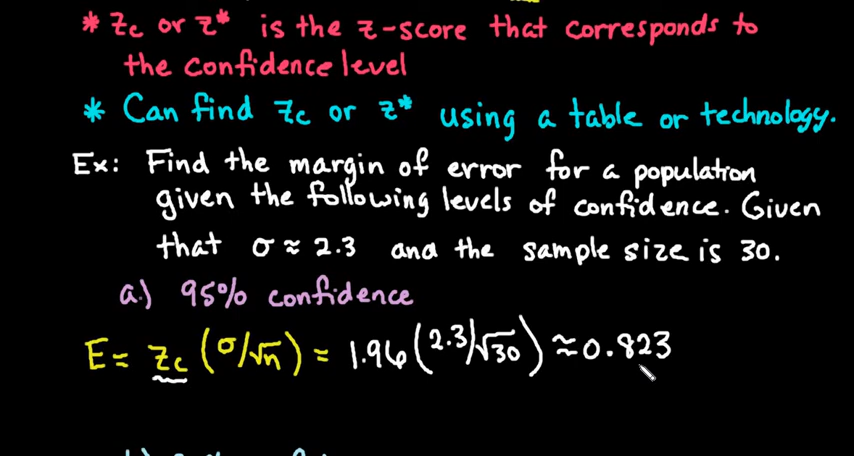 * Zc or z* is the z-score that corresponds to
the confidence level
* Can find Zc or z* using a table or technology.
Ex: Find the margin of error for a population
given the following levels of confidence. Given
that σ ≈ 2.3 and the sample size is 30.
a.) 95% confidence
E = Zc (σ/√n) = 1.96 (2.3/√30) ≈ 0.823